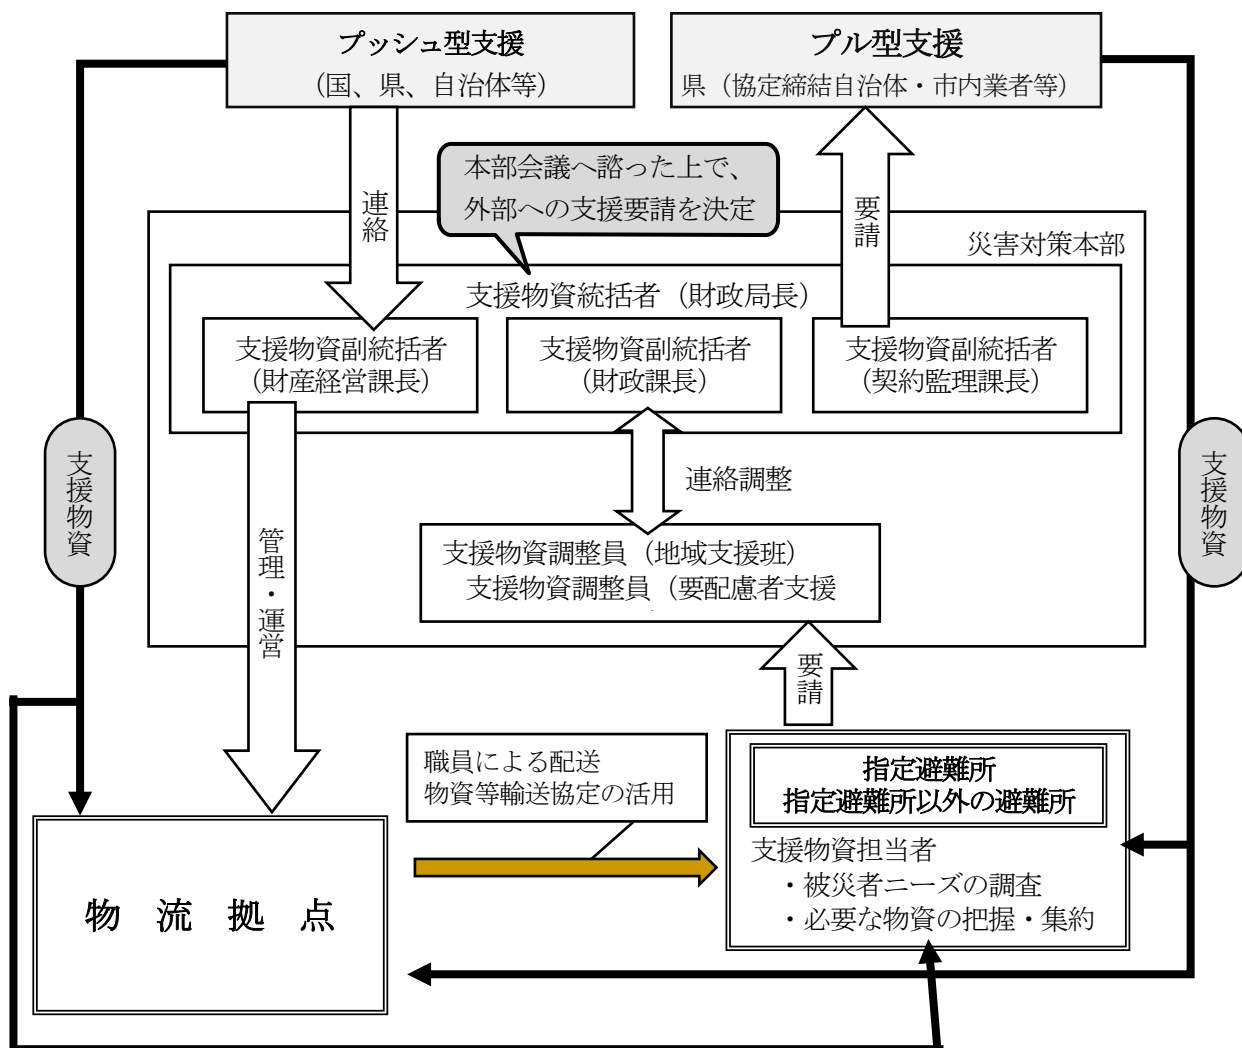 プッシュ型支援
(国、県、自治体等)
プル型支援
県(協定締結自治体・市内業者等)
本部会議へ諮った上で、
外部への支援要請を決定
連絡
要請
災害対策本部
支援物資統括者(財政局長)
支援物資副統括者
(財産経営課長)
支援物資副統括者
(財政課長)
支援物資副統括者
(契約監理課長)
支援物資
支援物資
連絡調整
管理・運営
支援物資調整員(地域支援班)
支援物資調整員(要配慮者支援
要請
職員による配送
物資等輸送協定の活用
指定避難所
指定避難所以外の避難所
支援物資担当者
・被災者ニーズの調査
・必要な物資の把握・集約
物 流 拠 点